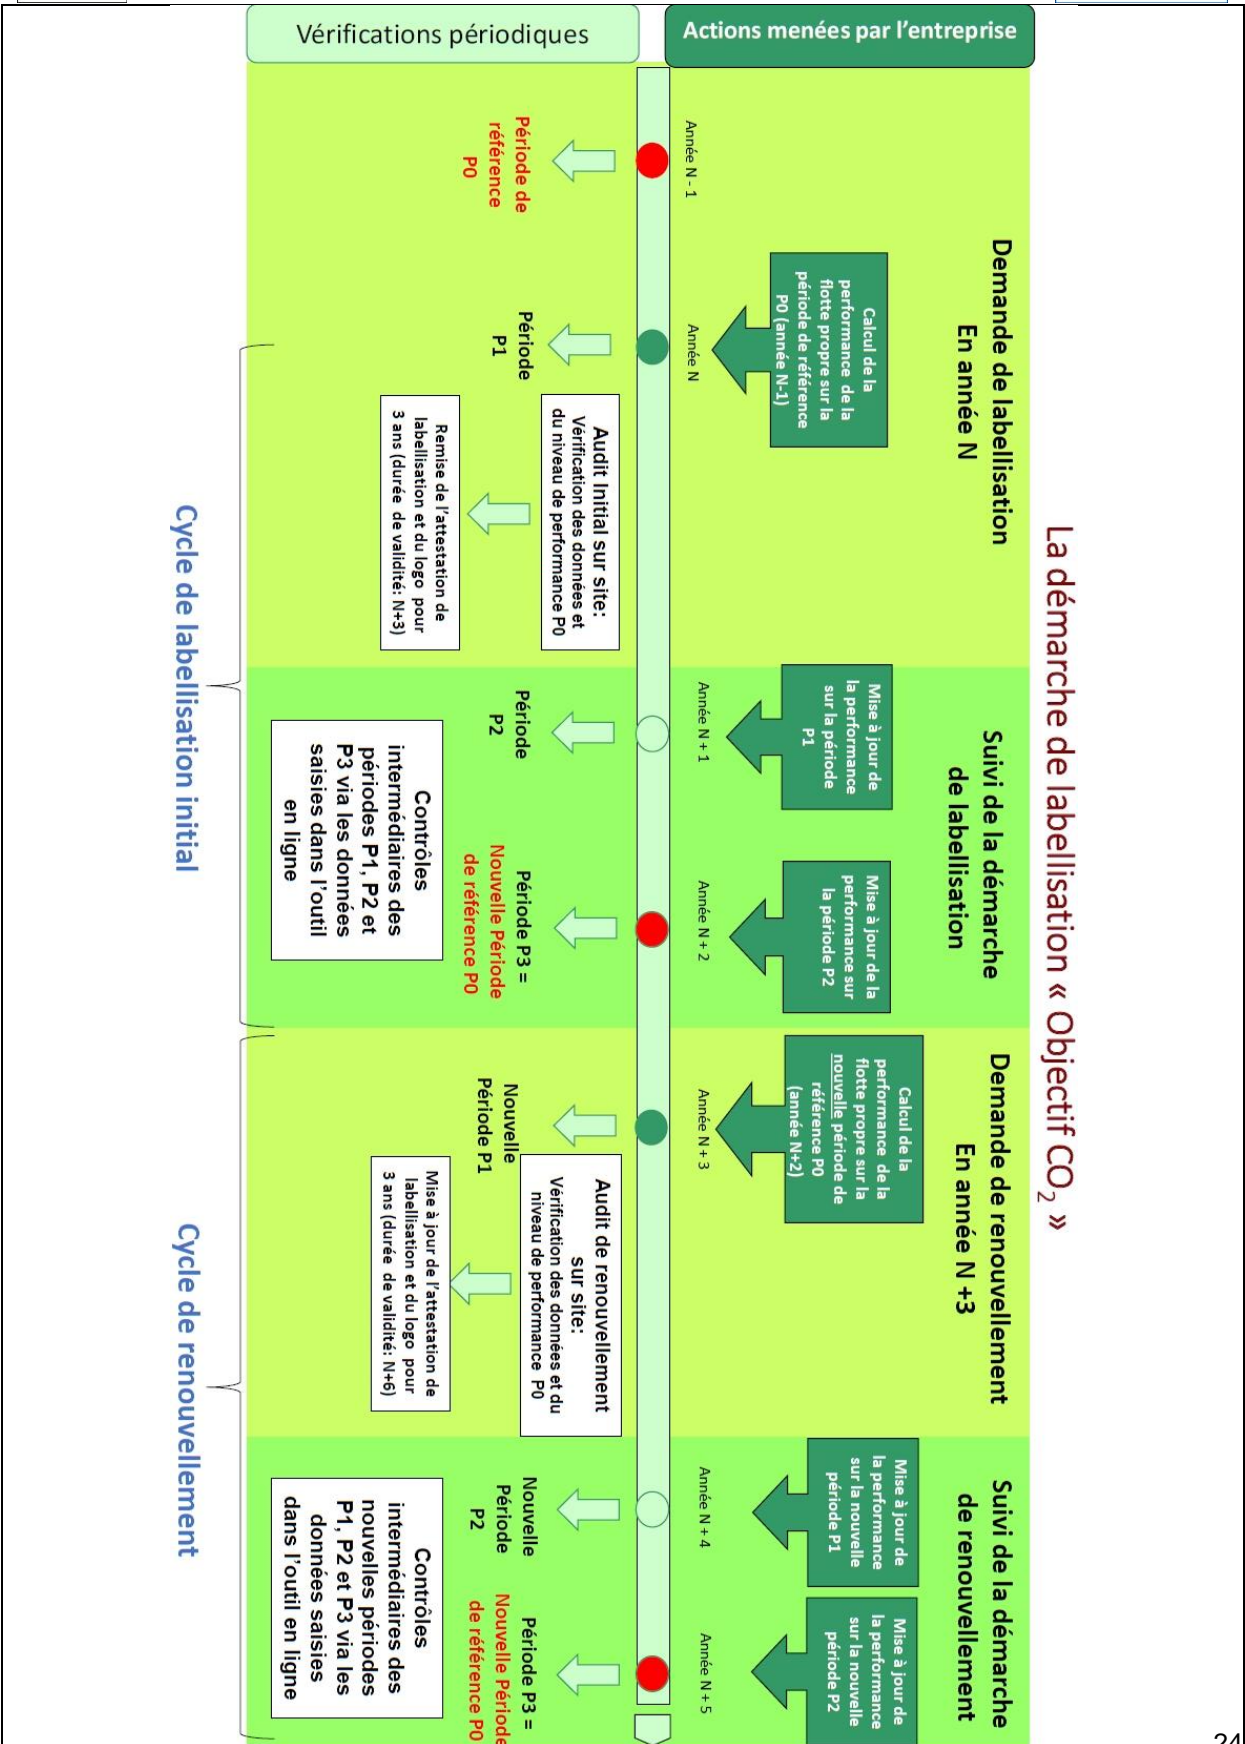 La démarche de labellisation « Objectif CO2 »
Actions menées par l’entreprise
Vérifications périodiques
Demande de labellisation
En année N
Calcul de la
performance de la
flotte propre sur la
période de référence
P0 (année N-1)
Année N - 1
Année N
Période de
référence
P0
Période
P1
Audit Initial sur site:
Vérification des données et
du niveau de performance P0
Remise de l’attestation de
labellisation et du logo pour
3 ans (durée de validité: N+3)
Suivi de la démarche
de labellisation
Mise à jour de
la performance
sur la période
P1
Mise à jour de la
performance sur
la période P2
Année N + 1
Année N + 2
Période
P2
Période P3 =
Nouvelle Période
de référence P0
Contrôles
intermédiaires des
périodes P1, P2 et
P3 via les données
saisies dans l’outil
en ligne
Demande de renouvellement
En année N +3
Calcul de la
performance de la
flotte propre sur la
nouvelle période de
référence P0
(année N+2)
Année N + 3
Nouvelle
Période P1
Audit de renouvellement
sur site:
Vérification des données et du
niveau de performance P0
Mise à jour de l’attestation de
labellisation et du logo pour
3 ans (durée de validité: N+6)
Suivi de la démarche
de renouvellement
Mise à jour de
la performance
sur la nouvelle
période P1
Mise à jour de
la performance
sur la nouvelle
période P2
Année N + 4
Année N + 5
Nouvelle
Période
P2
Période P3 =
Nouvelle Période
de référence P0
Contrôles
intermédiaires des
nouvelles périodes
P1, P2 et P3 via les
données saisies
dans l’outil en ligne
Cycle de labellisation initial
Cycle de renouvellement
24